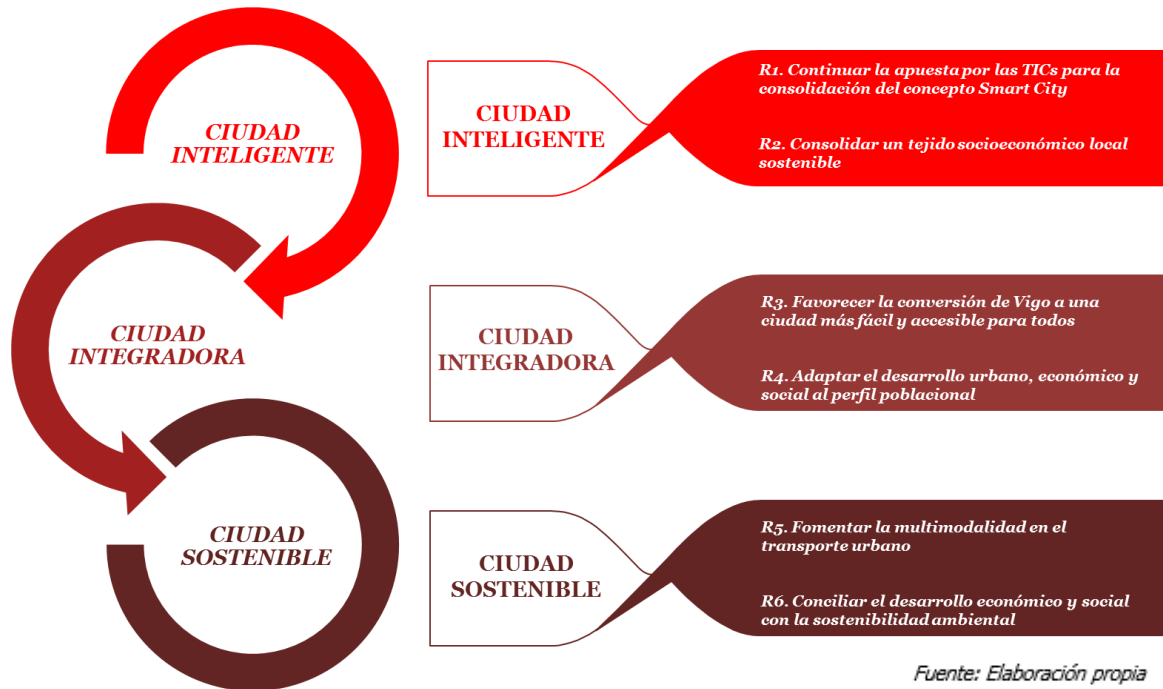 CIUDAD
INTELIGENTE
CIUDAD
INTELIGENTE
R1. Continuar la apuesta por las TICs para la
consolidación del concepto Smart City
R2. Consolidar un tejido socioeconómico local
sostenible
CIUDAD
INTEGRADORA
CIUDAD
INTEGRADORA
R3. Favorecer la conversión de Vigo a una
ciudad más fácil y accesible para todos
R4. Adaptar el desarrollo urbano, económico y
social al perfil poblacional
CIUDAD
SOSTENIBLE
CIUDAD
SOSTENIBLE
R5. Fomentar la multimodalidad en el
transporte urbano
R6. Conciliar el desarrollo económico y social
con la sostenibilidad ambiental
Fuente: Elaboración propia